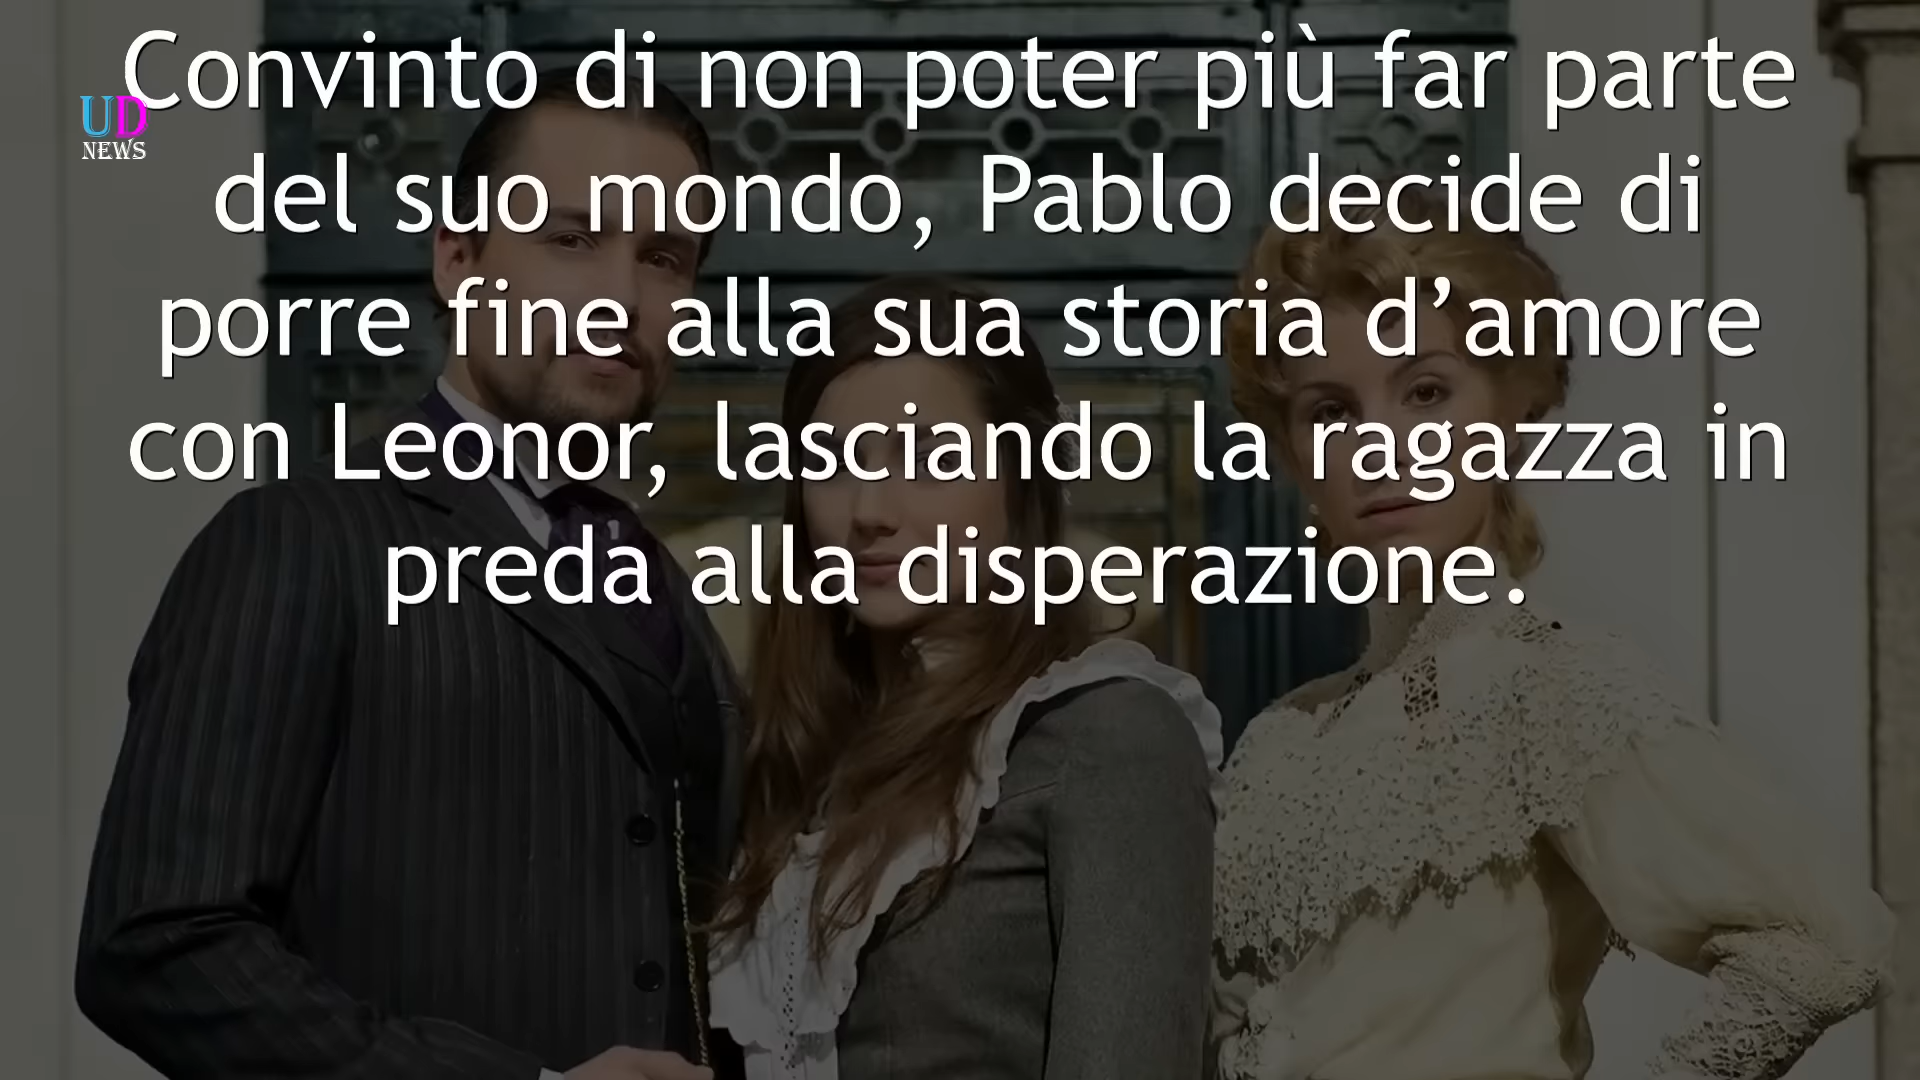 Convinto di non poter più far parte
del suo mondo, Pablo decide di
porre fine alla sua storia d’amore
con Leonor, lasciando la ragazza in
preda alla disperazione.
UD
NEWS